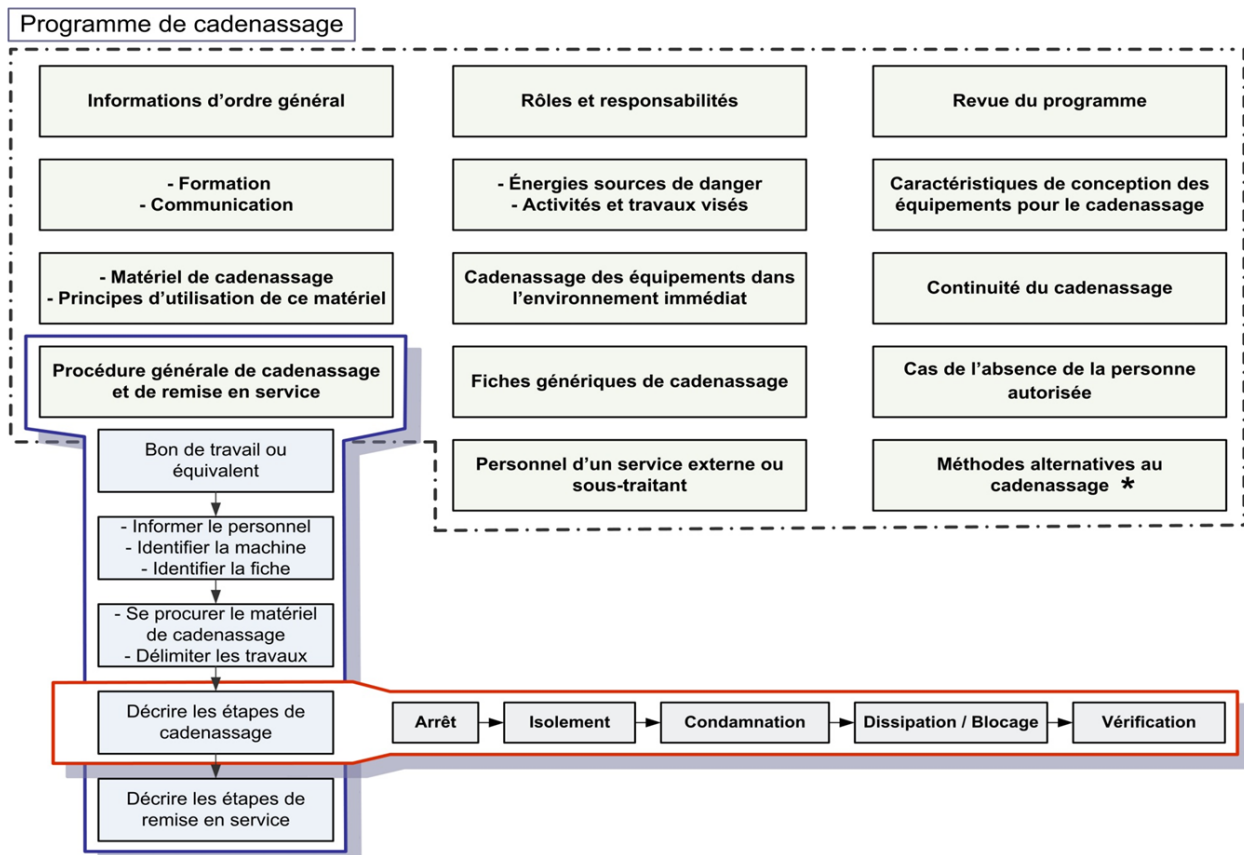 Programme de cadenassage
Informations d'ordre général
Rôles et responsabilités
Revue du programme
- Formation
- Communication
- Énergies sources de danger
- Activités et travaux visés
Caractéristiques de conception des
équipements pour le cadenassage
- Matériel de cadenassage
- Principes d'utilisation de ce matériel
Cadenassage des équipements dans
l'environnement immédiat
Continuité du cadenassage
Procédure générale de cadenassage
et de remise en service
Fiches génériques de cadenassage
Cas de l'absence de la personne
autorisée
Personnel d'un service externe ou
sous-traitant
Méthodes alternatives au
cadenassage *
Bon de travail ou
équivalent
- Informer le personnel
- Identifier la machine
- Identifier la fiche
- Se procurer le matériel
de cadenassage
- Délimiter les travaux
Décrire les étapes de
cadenassage
Arrêt
Isolement
Condamnation
Dissipation / Blocage
Vérification
Décrire les étapes de
remise en service